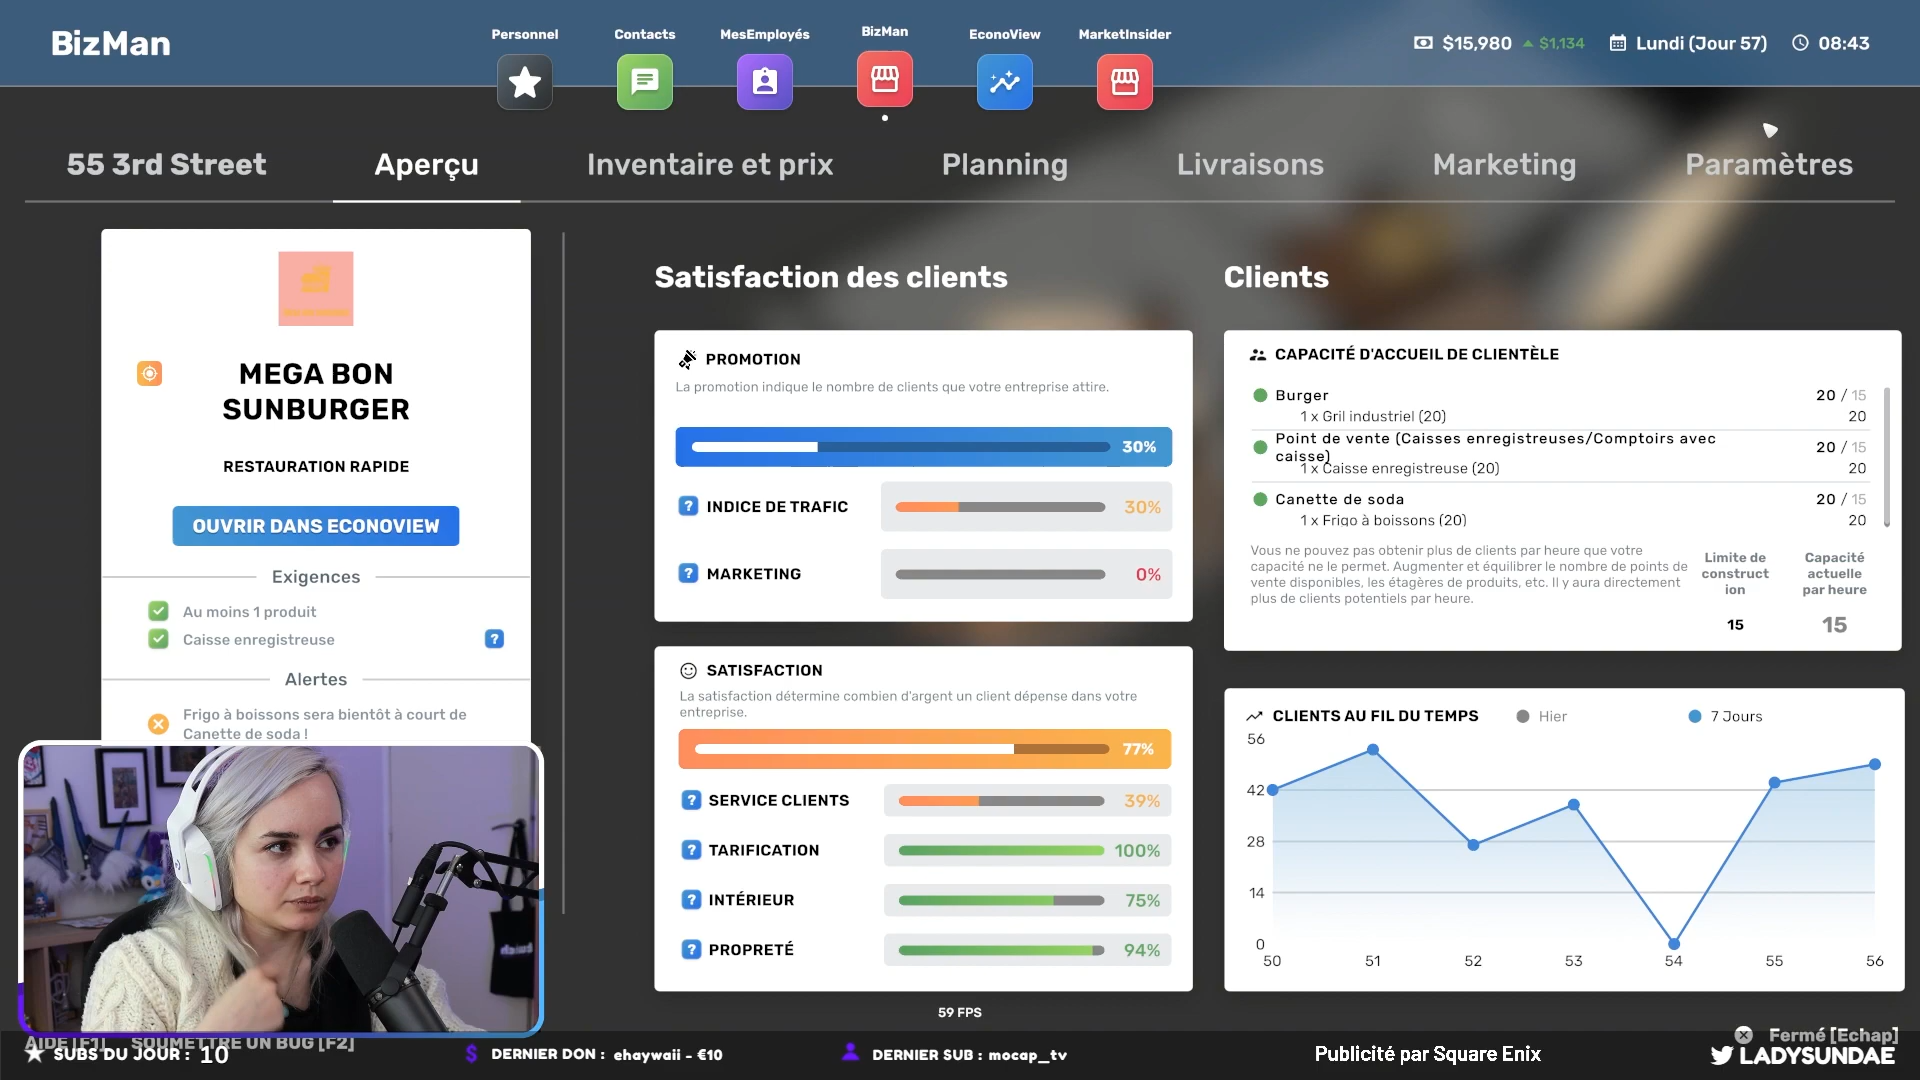 BizMan
Personnel
Contacts
MesEmployés
BizMan
EconoView
MarketInsider
$15,980
$1,134
Lundi (Jour 57)
08:43
55 3rd Street
Aperçu
Inventaire et prix
Planning
Livraisons
Marketing
Paramètres
MEGA BON
SUNBURGER
RESTAURATION RAPIDE
OUVRIR DANS ECONOVIEW
Exigences
Au moins 1 produit
Caisse enregistreuse
?
Alertes
Frigo à boissons sera bientôt à court de
Canette de soda !
Satisfaction des clients
PROMOTION
La promotion indique le nombre de clients que votre entreprise attire.
30%
? INDICE DE TRAFIC 30%
? MARKETING 0%
SATISFACTION
La satisfaction détermine combien d'argent un client dépense dans votre
entreprise.
77%
? SERVICE CLIENTS 39%
? TARIFICATION 100%
? INTÉRIEUR 75%
? PROPRETÉ 94%
Clients
CAPACITÉ D'ACCUEIL DE CLIENTÈLE
Burger 20 / 15
1 x Gril industriel (20) 20
Point de vente (Caisses enregistreuses/Comptoirs avec
caisse) 20 / 15
1 x Caisse enregistreuse (20) 20
Canette de soda 20 / 15
1 x Frigo à boissons (20) 20
Vous ne pouvez pas obtenir plus de clients par heure que votre
capacité ne le permet. Augmenter et équilibrer le nombre de points de
vente disponibles, les étagères de produits, etc. Il y aura directement
plus de clients potentiels par heure.
Limite de
construct
ion
15
Capacité
actuelle
par heure
15
CLIENTS AU FIL DU TEMPS
Hier
7 Jours
56
42
28
14
0
50 51 52 53 54 55 56
59 FPS
AIDE [F1] SOUMETTRE UN BUG [F2]
Fermé [Echap]
SUBS DU JOUR : 10
DERNIER DON : ehaywaii - €10
DERNIER SUB : mocap_tv
Publicité par Square Enix
LADYSUNDAE